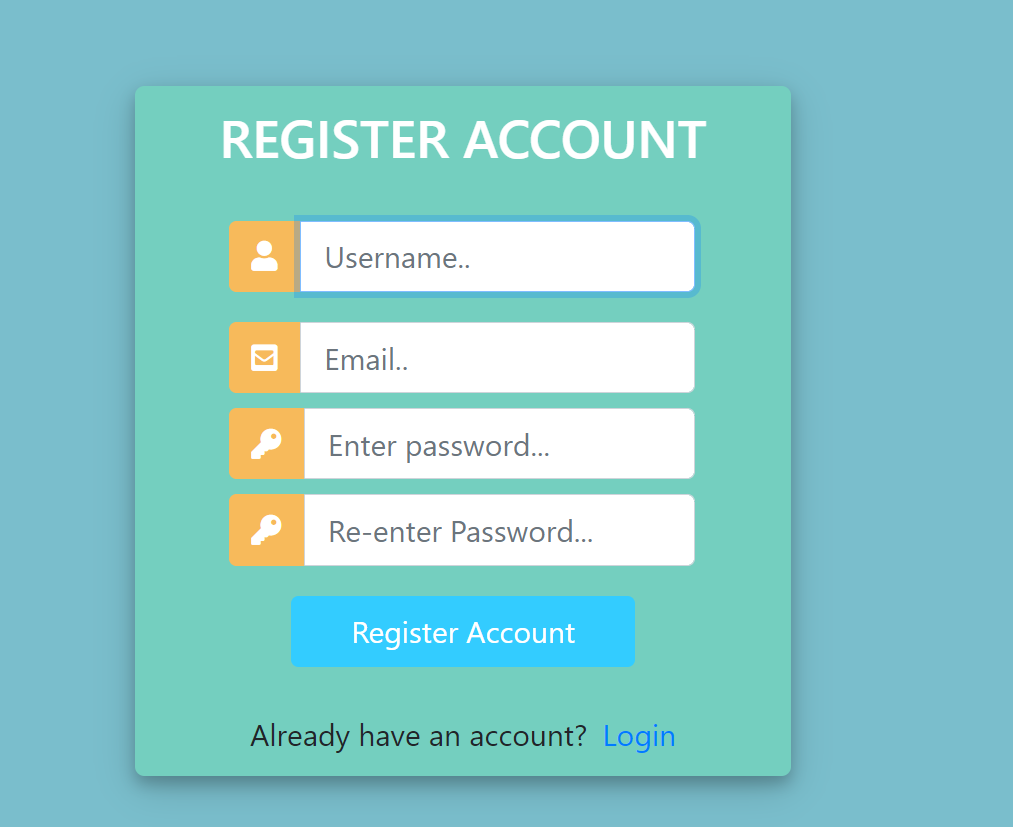 REGISTER ACCOUNT
Username..
Email..
Enter password...
Re-enter Password...
Register Account
Already have an account? Login